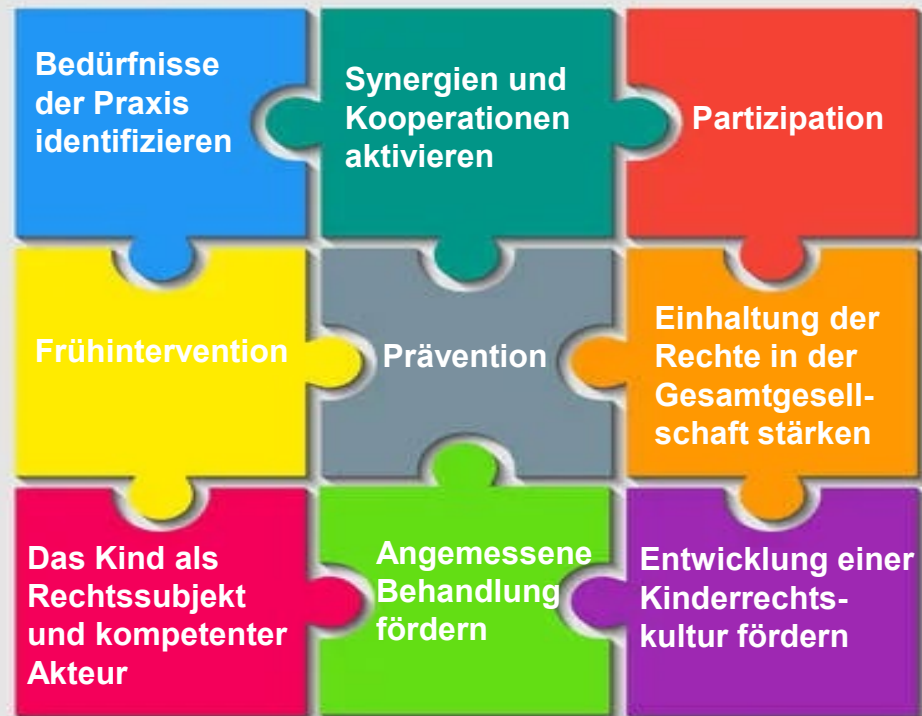 Bedürfnisse
der Praxis
identifizieren
Synergien und
Kooperationen
aktivieren
Partizipation
Frühintervention
Prävention
Einhaltung der
Rechte in der
Gesamtgesell-
schaft stärken
Das Kind als
Rechtssubjekt
und kompetenter
Akteur
Angemessene
Behandlung
fördern
Entwicklung einer
Kinderrechts-
kultur fördern